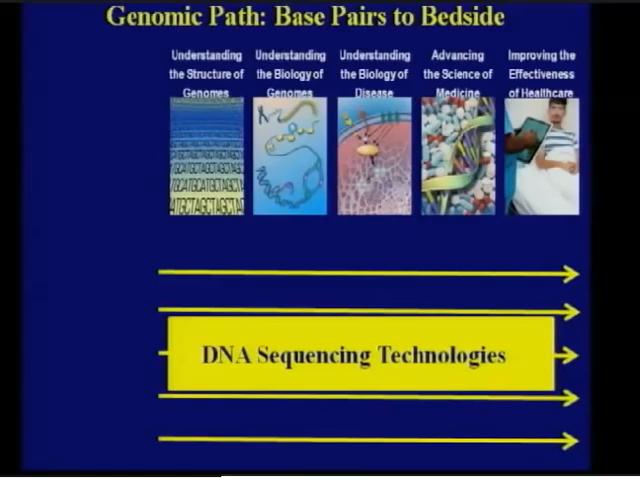 Genomic Path: Base Pairs to Bedside
Understanding
the Structure of
Genomes
Understanding
the Biology of
Genomes
Understanding
the Biology of
Disease
Advancing
the Science of
Medicine
Improving the
Effectiveness
of Healthcare
DNA Sequencing Technologies